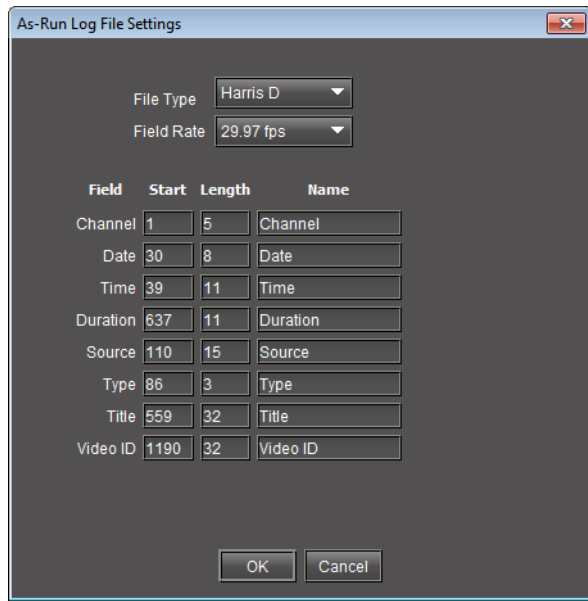 As-Run Log File Settings
File Type Harris D
Field Rate 29.97 fps
Field Start Length Name
Channel 1 5 Channel
Date 30 8 Date
Time 39 11 Time
Duration 637 11 Duration
Source 110 15 Source
Type 86 3 Type
Title 559 32 Title
Video ID 1190 32 Video ID
OK Cancel